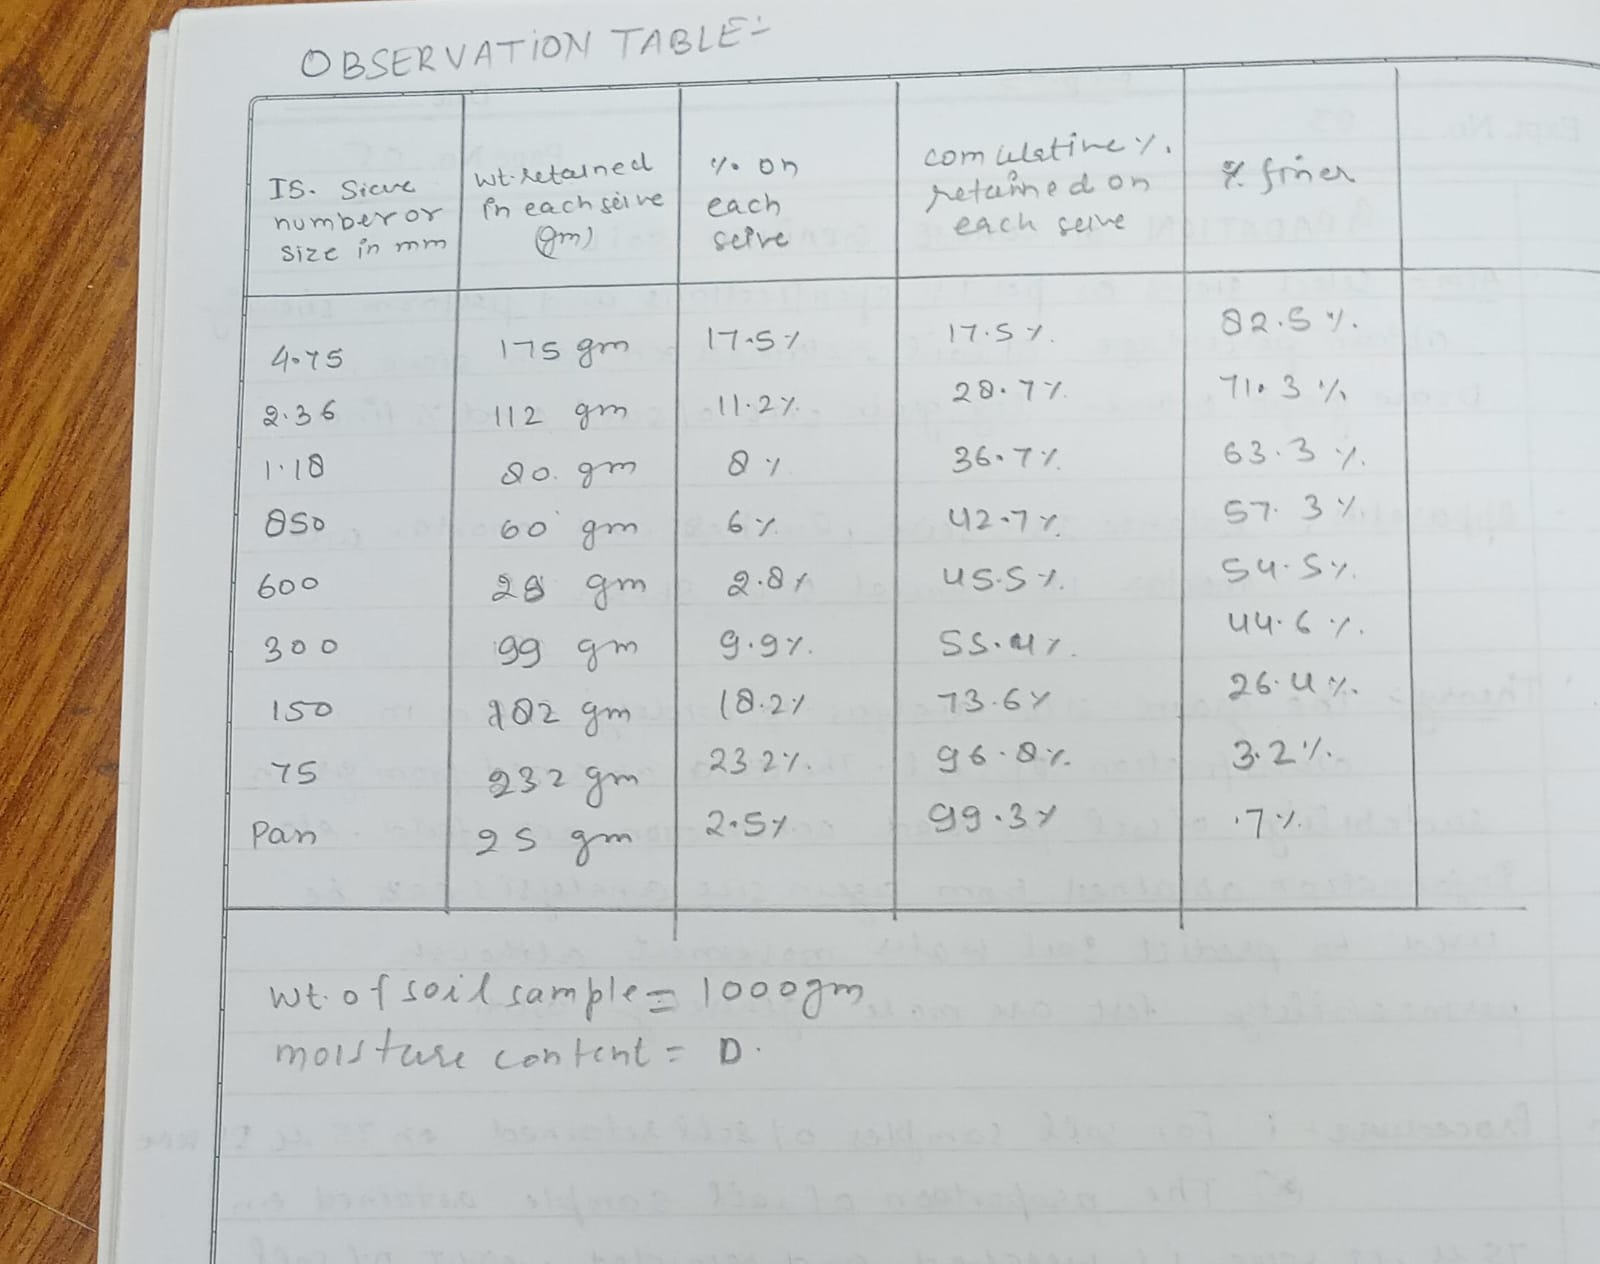 OBSERVATION TABLE:-
IS. Sieve number or size in mm | wt. retained in each seive (gm) | % on each seive | comulative %. retained on each seive | % finer
4.75 | 175 gm | 17.5% | 17.5%. | 82.5%.
2.36 | 112 gm | 11.2% | 28.7%. | 71.3%
1.18 | 80. gm | 8% | 36.7% | 63.3%.
850 | 60 gm | 6% | 42.7% | 57.3%
600 | 28 gm | 2.8% | 45.5%. | 54.5%.
300 | 99 gm | 9.9%. | 55.4%. | 44.6%.
150 | 182 gm | 18.2% | 73.6% | 26.4%.
75 | 232 gm | 23.2%. | 96.8%. | 3.2%.
Pan | 25 gm | 2.5% | 99.3% | .7%.
wt. of soil sample = 1000gm
moisture content = D.